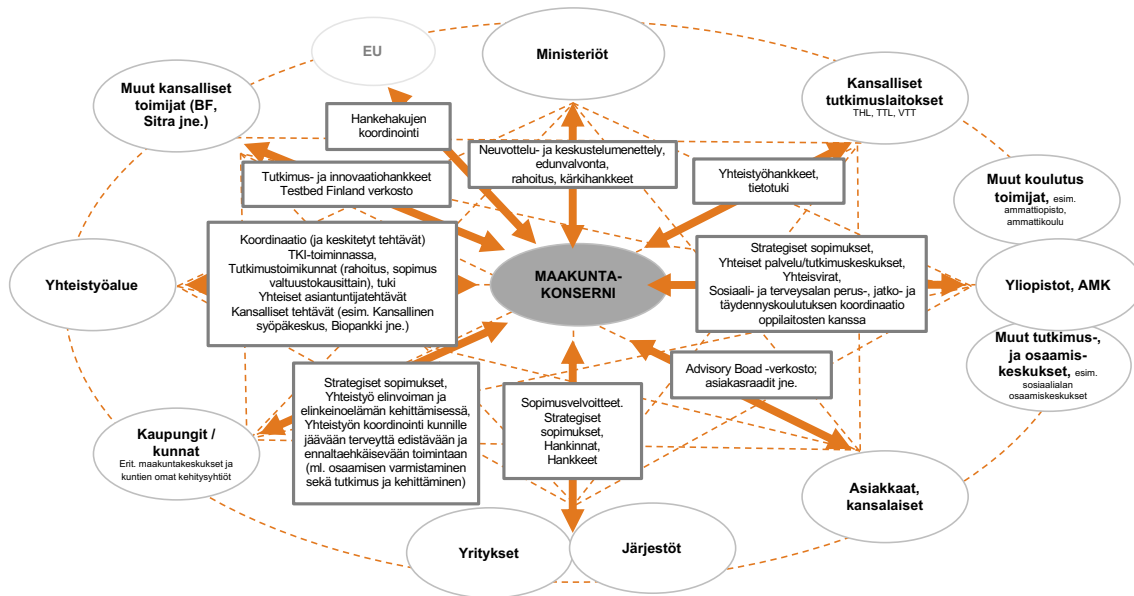 EU
Ministeriöt
Muut kansalliset
toimijat (BF,
Sitra jne.)
Kansalliset
tutkimuslaitokset
THL, TTL, VTT
Hankehakujen
koordinointi
Neuvottelu- ja keskustelumenettely,
edunvalvonta,
rahoitus, kärkihankkeet
Tutkimus- ja innovaatiohankkeet
Testbed Finland verkosto
Yhteistyöhankkeet,
tietotuki
Muut koulutus
toimijat, esim.
ammattiopisto,
ammattikoulu
Koordinaatio (ja keskitetyt tehtävät)
TKI-toiminnassa,
Tutkimustoimikunnat (rahoitus, sopimus
valtuustokausittain), tuki
Yhteiset asiantuntijatehtävät
Kansalliset tehtävät (esim. Kansallinen
syöpäkeskus, Biopankki jne.)
Strategiset sopimukset,
Yhteiset palvelu/tutkimuskeskukset,
Yhteisvirat,
Sosiaali- ja terveysalan perus-, jatko- ja
täydennyskoulutuksen koordinaatio
oppilaitosten kanssa
Yhteistyöalue
MAAKUNTA-
KONSERNI
Yliopistot, AMK
Muut tutkimus-,
ja osaamis-
keskukset, esim.
sosiaalialan
osaamiskeskukset
Advisory Boad -verkosto;
asiakasraadit jne.
Strategiset sopimukset,
Yhteistyö elinvoiman ja
elinkeinoelämän kehittämisessä,
Yhteistyön koordinointi kunnille
jäävään terveyttä edistävään ja
ennaltaehkäisevään toimintaan
(ml. osaamisen varmistaminen
sekä tutkimus ja kehittäminen)
Sopimusvelvoitteet.
Strategiset
sopimukset,
Hankinnat,
Hankkeet
Kaupungit /
kunnat
Erit. maakuntakeskukset ja
kuntien omat kehitysyhtiöt
Asiakkaat,
kansalaiset
Yritykset
Järjestöt